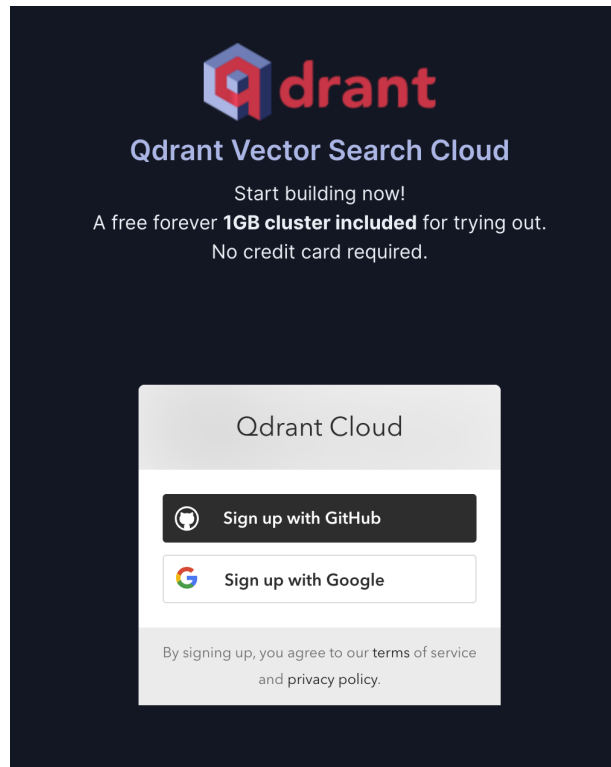 qdrant
Qdrant Vector Search Cloud
Start building now!
A free forever 1GB cluster included for trying out.
No credit card required.
Qdrant Cloud
Sign up with GitHub
Sign up with Google
By signing up, you agree to our terms of service
and privacy policy.